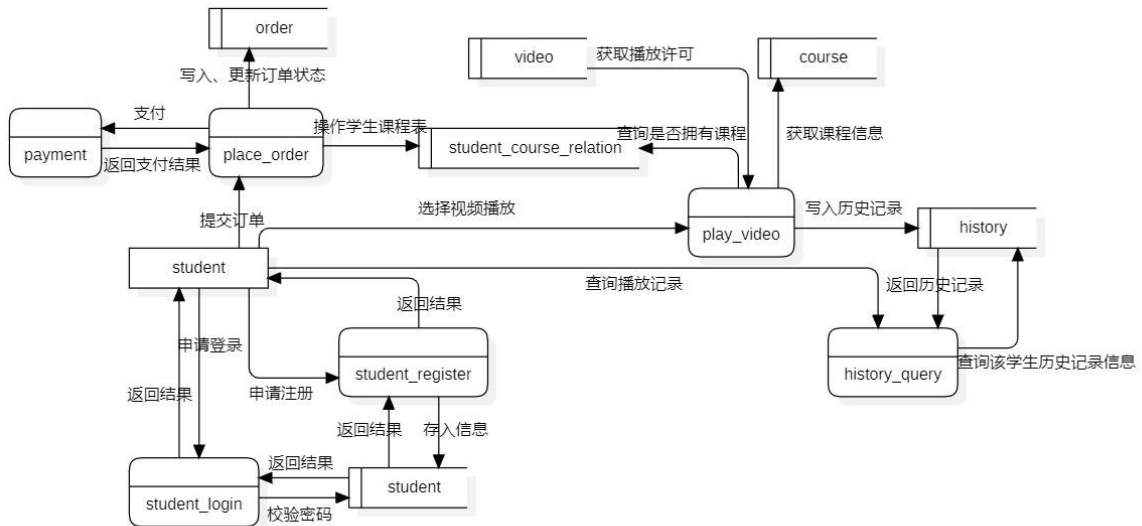 order
video
获取播放许可
course
写入、更新订单状态
支付
操作学生课程表
查询是否拥有课程
获取课程信息
payment
返回支付结果
place_order
student_course_relation
提交订单
选择视频播放
play_video
写入历史记录
history
student
查询播放记录
返回历史记录
返回结果
申请登录
student_register
history_query
查询该学生历史记录信息
返回结果
申请注册
返回结果
存入信息
返回结果
student
student_login
校验密码